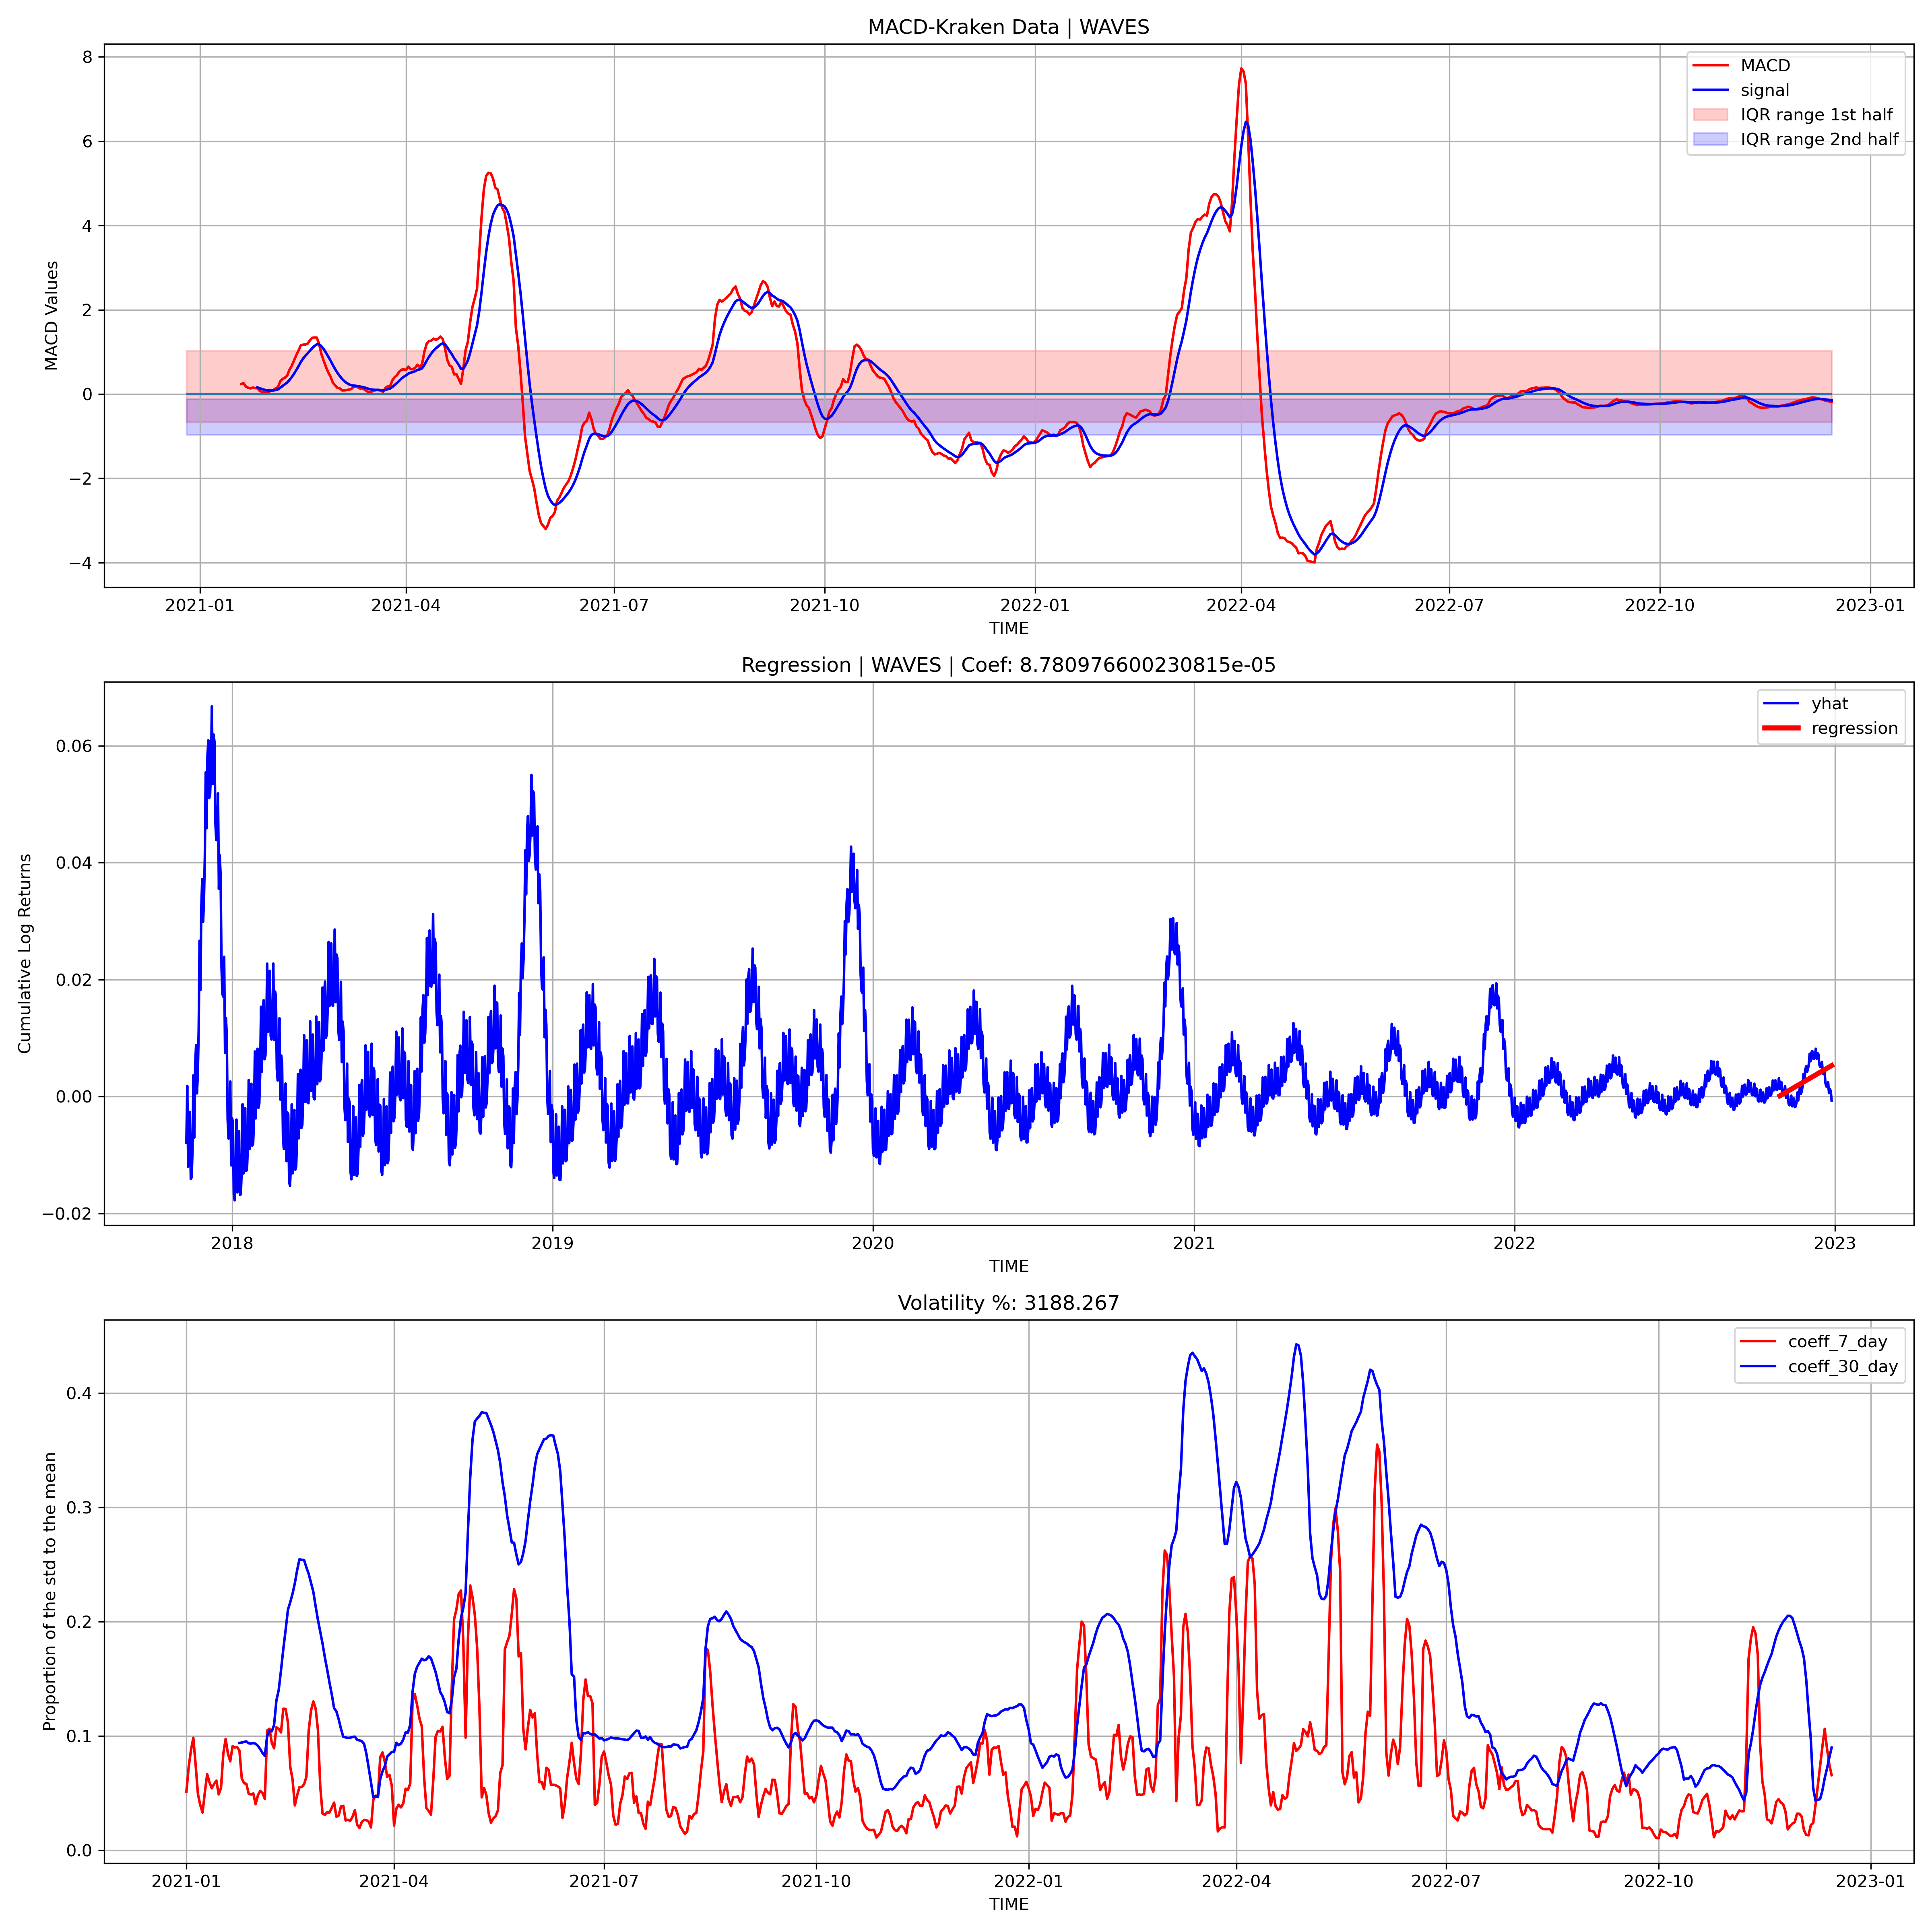 MACD-Kraken Data | WAVES
MACD Values
8
6
4
2
0
−2
−4
MACD
signal
IQR range 1st half
IQR range 2nd half
2021-01
2021-04
2021-07
2021-10
2022-01
2022-04
2022-07
2022-10
2023-01
TIME
Regression | WAVES | Coef: 8.780976600230815e-05
Cumulative Log Returns
0.06
0.04
0.02
0.00
−0.02
yhat
regression
2018
2019
2020
2021
2022
2023
TIME
Volatility %: 3188.267
Proportion of the std to the mean
0.4
0.3
0.2
0.1
0.0
coeff_7_day
coeff_30_day
2021-01
2021-04
2021-07
2021-10
2022-01
2022-04
2022-07
2022-10
2023-01
TIME